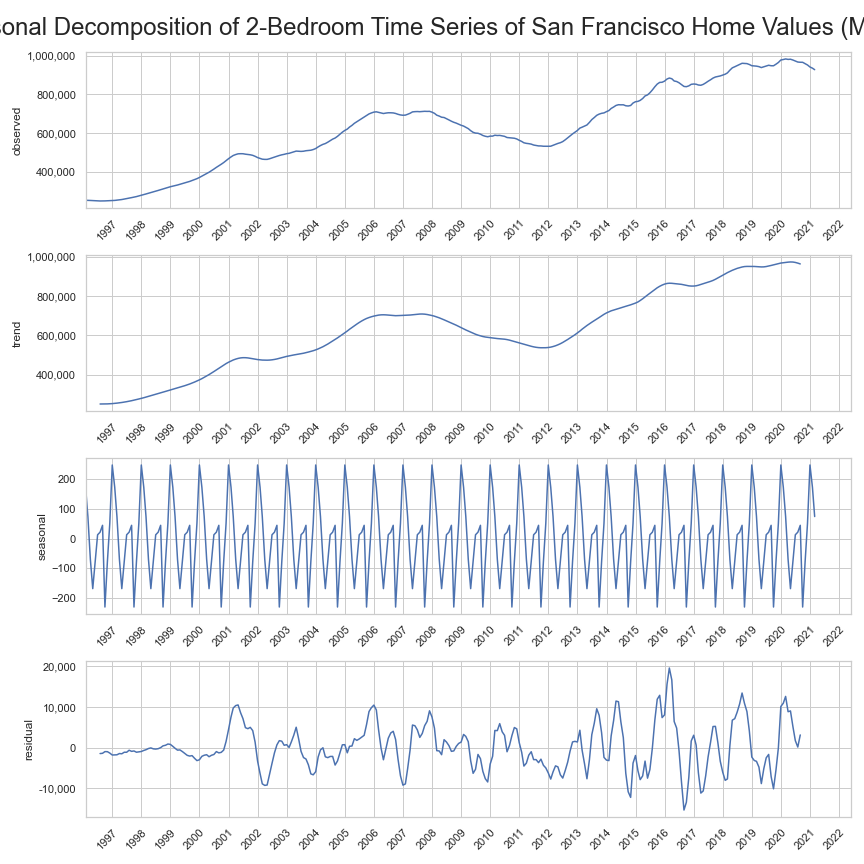 sonal Decomposition of 2-Bedroom Time Series of San Francisco Home Values (M
1,000,000
800,000
600,000
400,000
observed
1997 1998 1999 2000 2001 2002 2003 2004 2005 2006 2007 2008 2009 2010 2011 2012 2013 2014 2015 2016 2017 2018 2019 2020 2021 2022
1,000,000
800,000
600,000
400,000
trend
1997 1998 1999 2000 2001 2002 2003 2004 2005 2006 2007 2008 2009 2010 2011 2012 2013 2014 2015 2016 2017 2018 2019 2020 2021 2022
200
100
0
−100
−200
seasonal
1997 1998 1999 2000 2001 2002 2003 2004 2005 2006 2007 2008 2009 2010 2011 2012 2013 2014 2015 2016 2017 2018 2019 2020 2021 2022
20,000
10,000
0
-10,000
residual
1997 1998 1999 2000 2001 2002 2003 2004 2005 2006 2007 2008 2009 2010 2011 2012 2013 2014 2015 2016 2017 2018 2019 2020 2021 2022